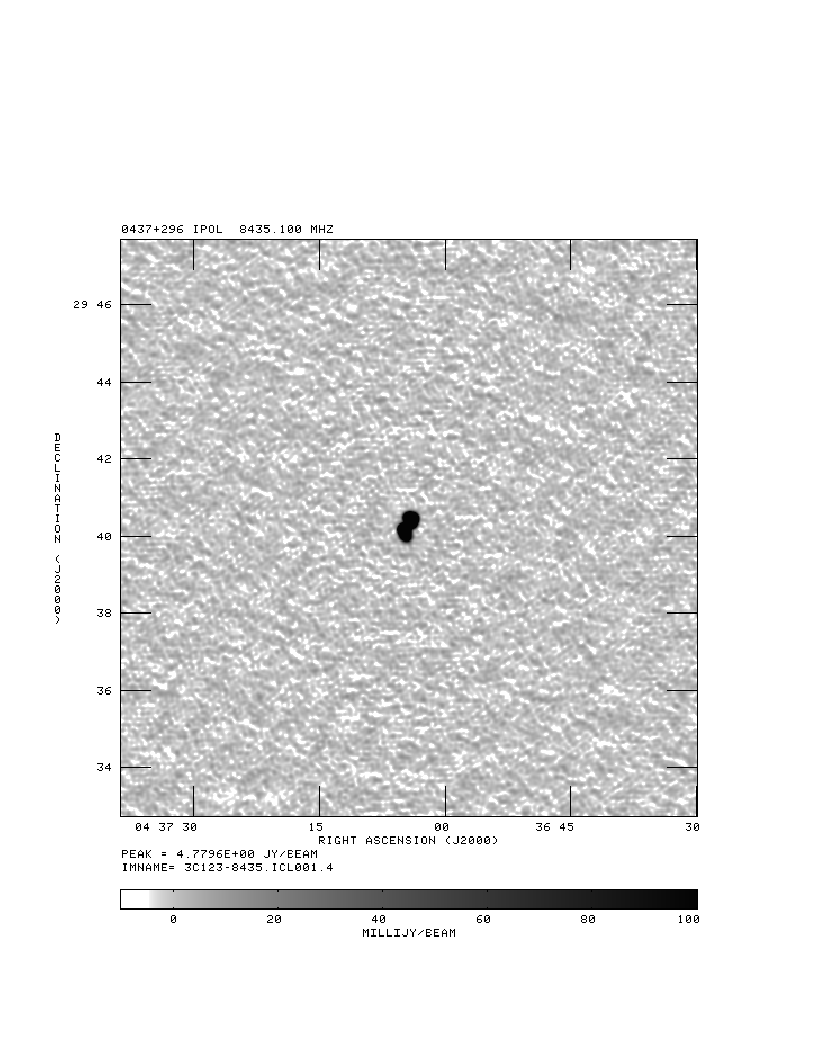 0437+296 IPOL 8435.100 MHZ
29 46
44
42
40
38
36
34
DECLINATION (J2000)
04 37 30
15
00
36 45
30
RIGHT ASCENSION (J2000)
PEAK = 4.7796E+00 JY/BEAM
IMNAME= 3C123-8435.ICL001.4
0
20
40
60
80
100
MILLIJY/BEAM